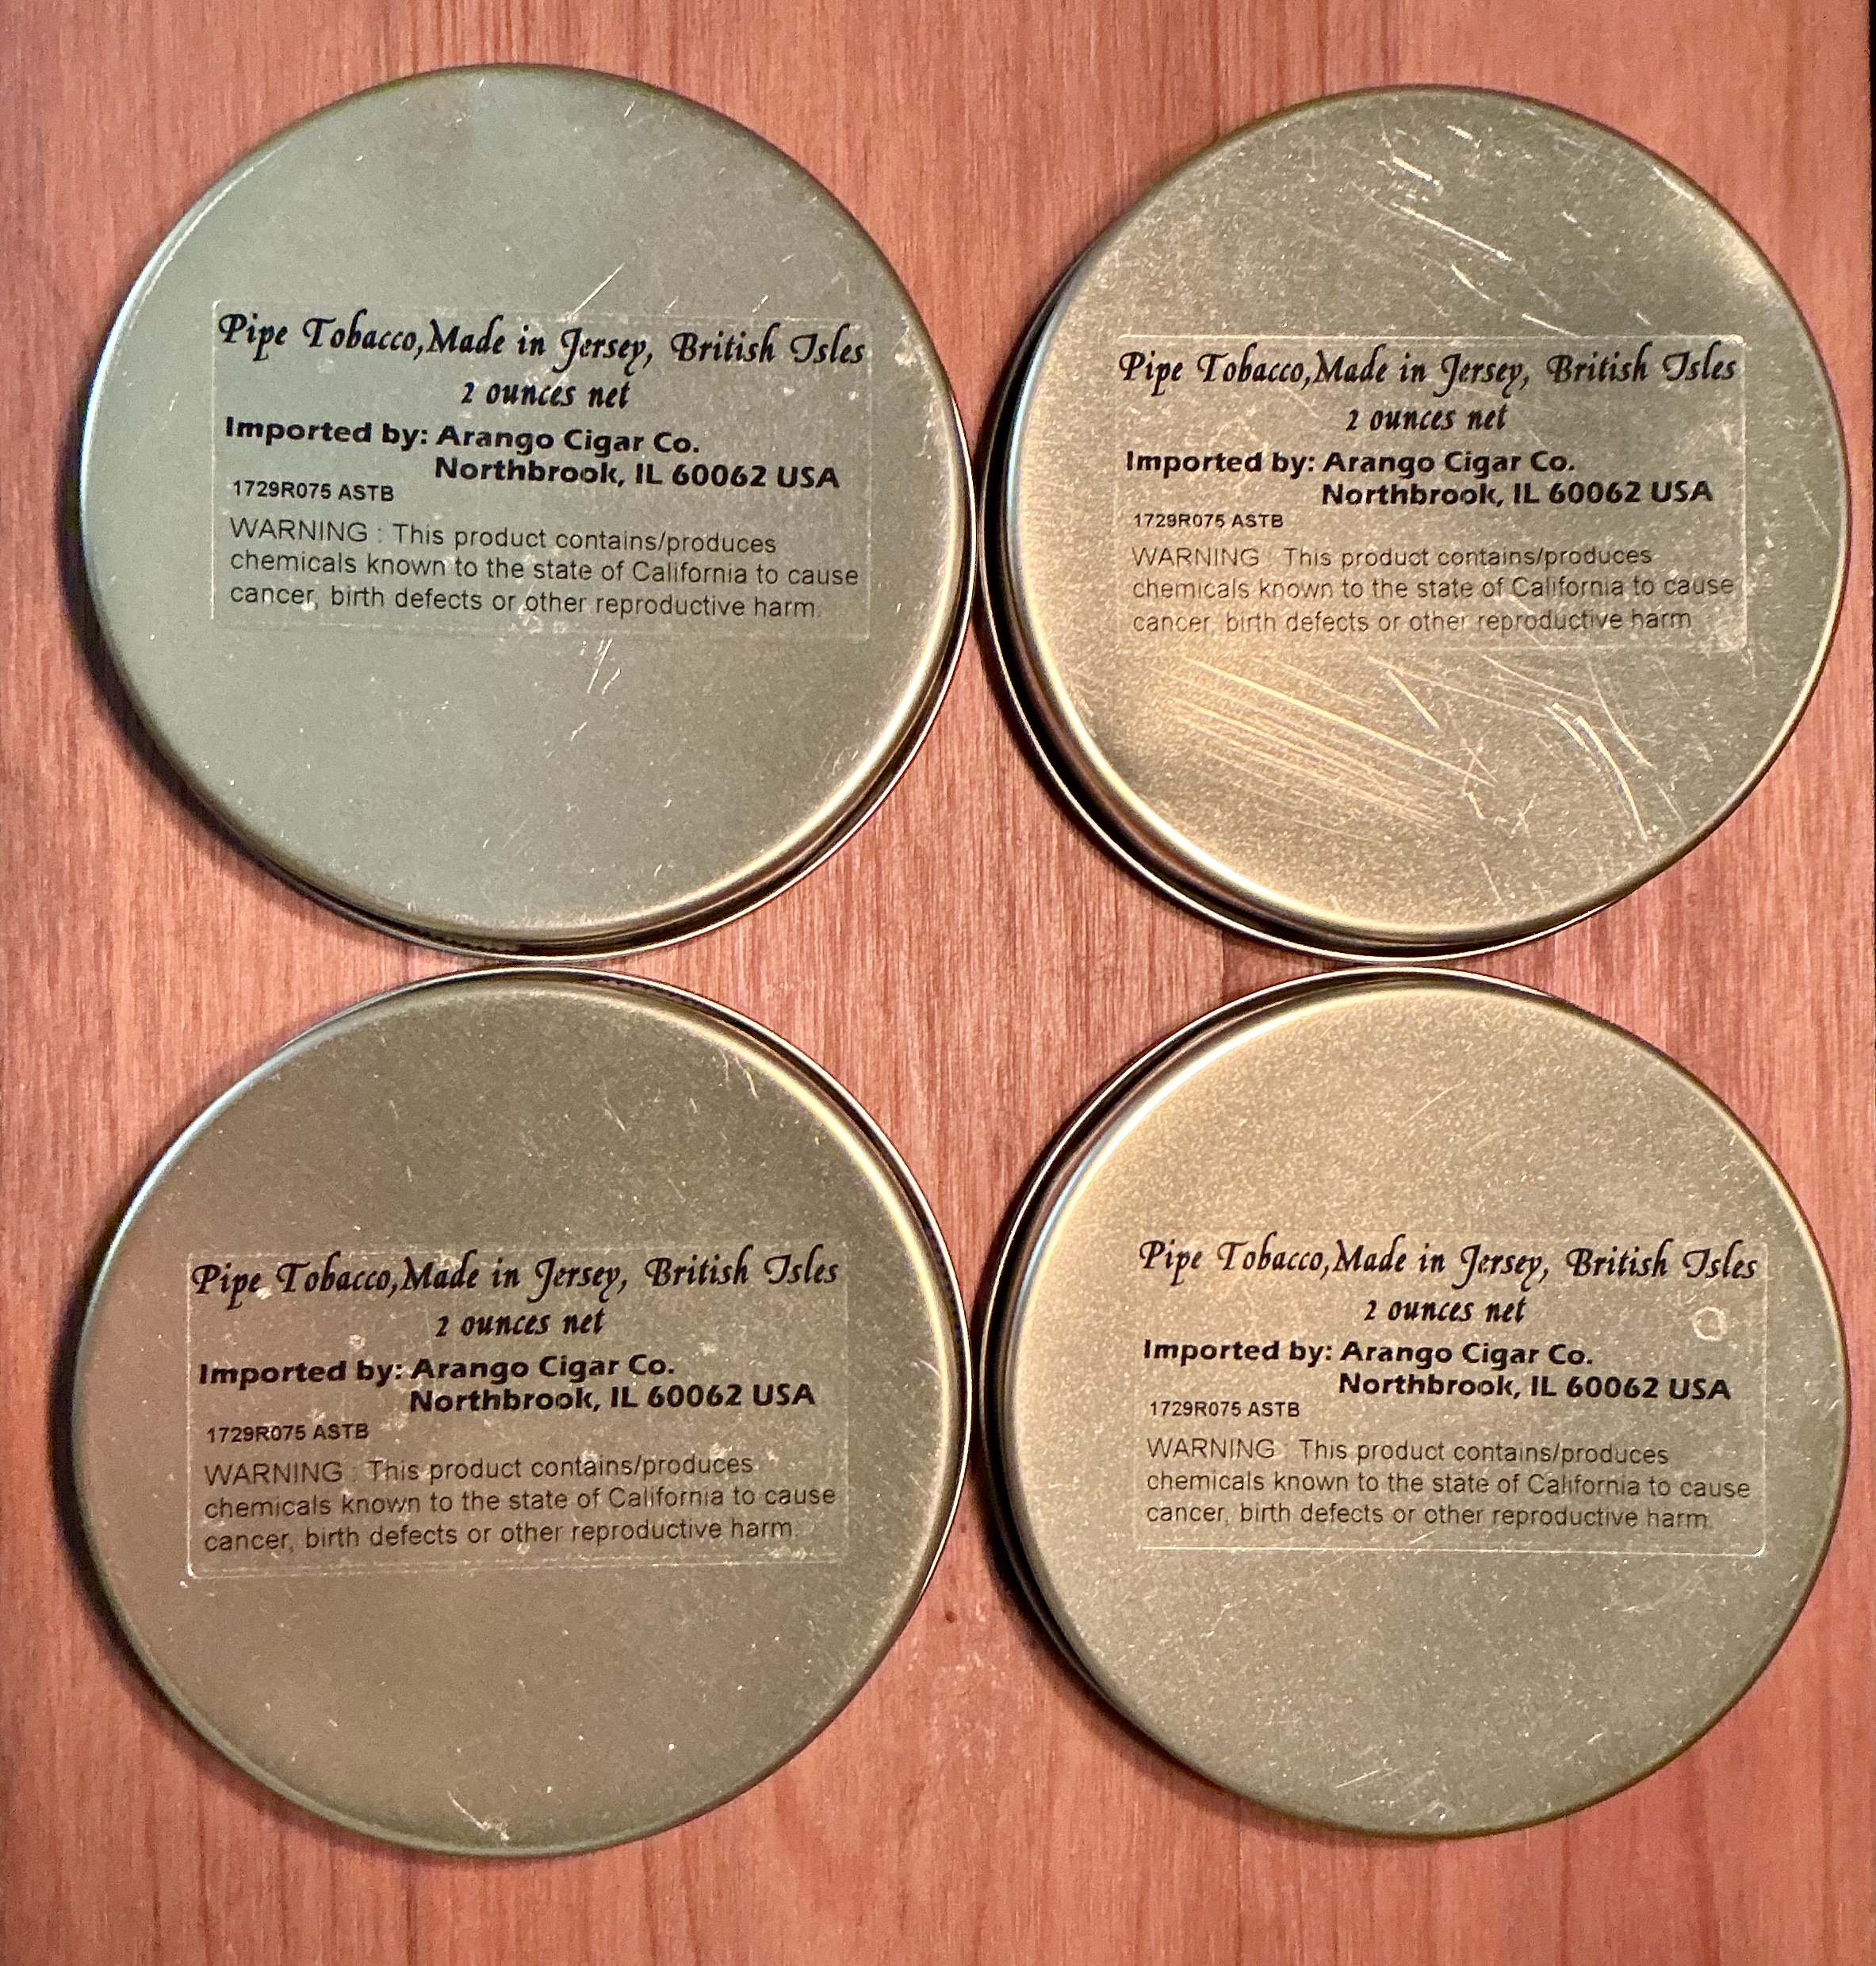 Pipe Tobacco,Made in Jersey, British Isles
2 ounces net
Imported by: Arango Cigar Co.
Northbrook, IL 60062 USA
1729R075 ASTB
WARNING : This product contains/produces
chemicals known to the state of California to cause
cancer, birth defects or other reproductive harm.
Pipe Tobacco,Made in Jersey, British Isles
2 ounces net
Imported by: Arango Cigar Co.
Northbrook, IL 60062 USA
1729R075 ASTB
WARNING : This product contains/produces
chemicals known to the state of California to cause
cancer, birth defects or other reproductive harm
Pipe Tobacco,Made in Jersey, British Isles
2 ounces net
Imported by: Arango Cigar Co.
Northbrook, IL 60062 USA
1729R075 ASTB
WARNING : This product contains/produces
chemicals known to the state of California to cause
cancer, birth defects or other reproductive harm.
Pipe Tobacco,Made in Jersey, British Isles
2 ounces net
Imported by: Arango Cigar Co.
Northbrook, IL 60062 USA
1729R075 ASTB
WARNING : This product contains/produces
chemicals known to the state of California to cause
cancer, birth defects or other reproductive harm.